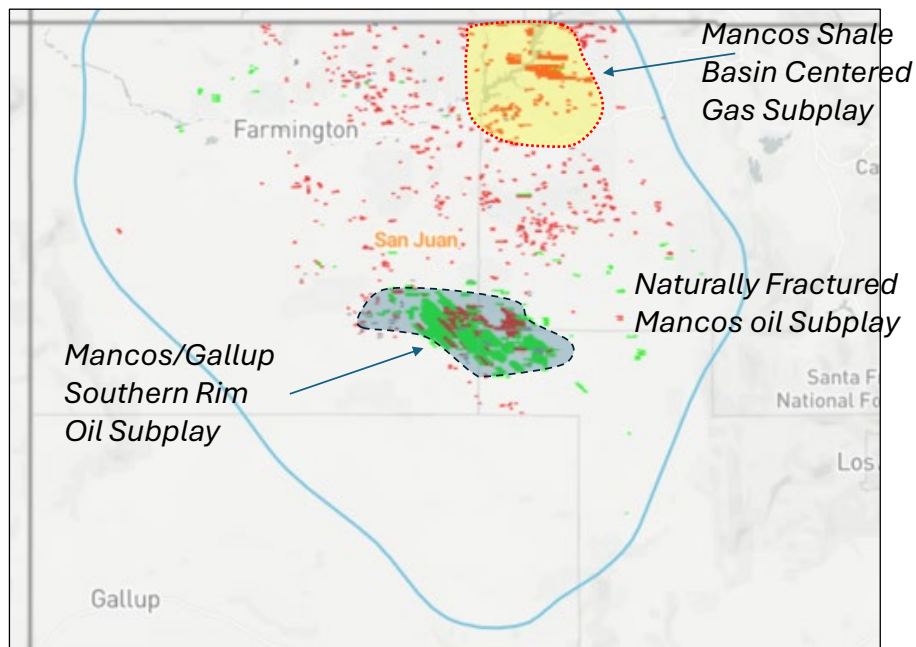 Mancos Shale
Basin Centered
Gas Subplay
Farmington
Ca
San Juan
Naturally Fractured
Mancos oil Subplay
Mancos/Gallup
Southern Rim
Oil Subplay
Santa F
National Fo
Los
Gallup